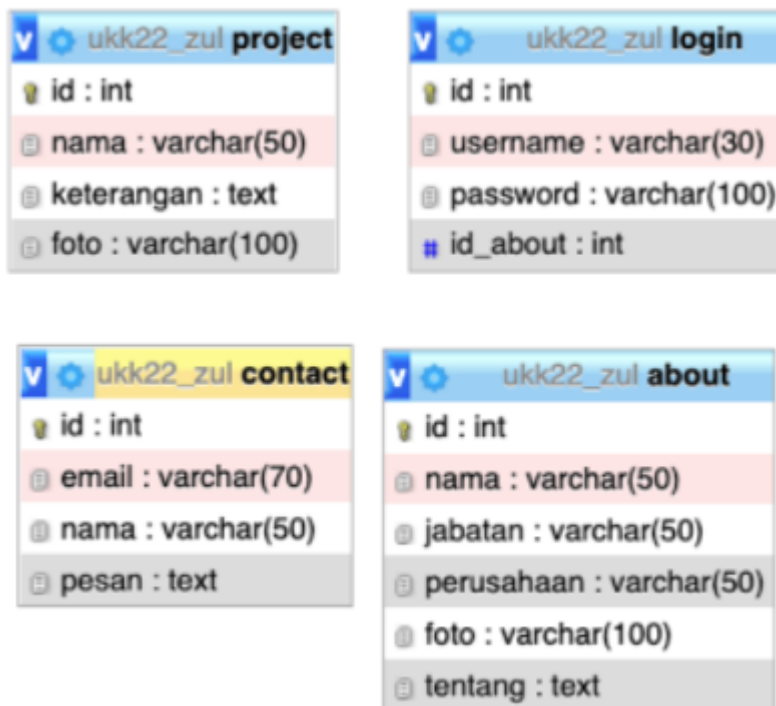 v ukk22_zul project
id : int
nama : varchar(50)
keterangan : text
foto : varchar(100)
v ukk22_zul login
id : int
username : varchar(30)
password : varchar(100)
# id_about : int
v ukk22_zul contact
id : int
email : varchar(70)
nama : varchar(50)
pesan : text
v ukk22_zul about
id : int
nama : varchar(50)
jabatan : varchar(50)
perusahaan : varchar(50)
foto : varchar(100)
tentang : text